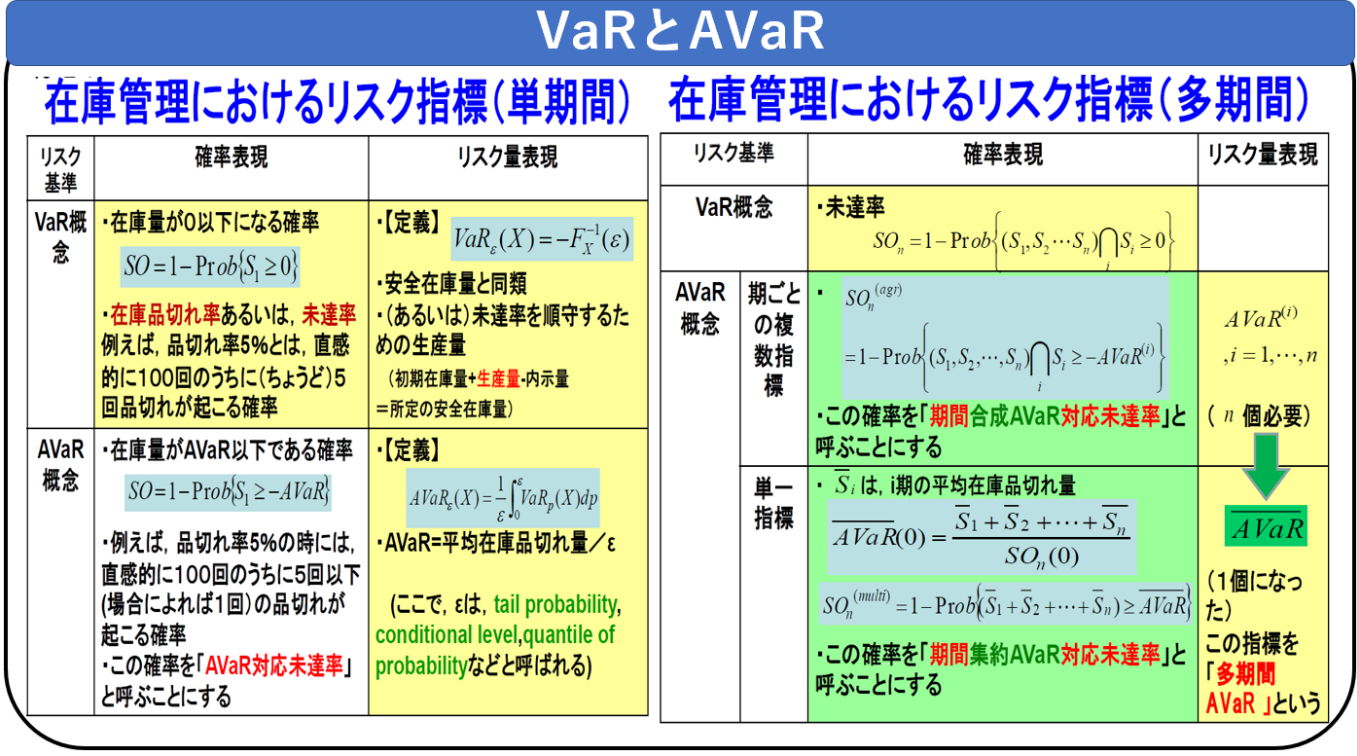 VaRとAVaR
在庫管理におけるリスク指標(単期間)
リスク
基準
確率表現
リスク量表現
VaR概
念
・在庫量が0以下になる確率
SO=1-Prob{S_1≥0}
・在庫品切れ率あるいは,未達率
例えば,品切れ率5%とは,直感
的に100回のうちに(ちょうど)5
回品切れが起こる確率
・【定義】 VaR_ε(X)=-F_X^{-1}(ε)
・安全在庫量と同類
・(あるいは)未達率を順守するた
めの生産量
(初期在庫量+生産量-内示量
=所定の安全在庫量)
AVaR
概念
・在庫量がAVaR以下である確率
SO=1-Prob{S_1≥-AVaR}
・例えば,品切れ率5%の時には,
直感的に100回のうちに5回以下
(場合によれば1回)の品切れが
起こる確率
・この確率を「AVaR対応未達率」
と呼ぶことにする
・【定義】
AVaR_ε(X)=\frac{1}{ε}∫_0^ε VaR_p(X)dp
・AVaR=平均在庫品切れ量/ε
(ここで,εは,tail probability,
conditional level,quantile of
probabilityなどと呼ばれる)
在庫管理におけるリスク指標(多期間)
リスク基準
確率表現
リスク量表現
VaR概念
・未達率
SO_n=1-Prob{(S_1,S_2⋯S_n)⋂_i S_i≥0}
AVaR
概念
期ごと
の複
数指
標
・ SO_n^{(agr)}
=1-Prob{(S_1,S_2,⋯,S_n)⋂_i S_i≥-AVaR^{(i)}}
・この確率を「期間合成AVaR対応未達率」と
呼ぶことにする
AVaR^{(i)}
,i=1,⋯,n
( n 個必要)
単一
指標
・ \overline{S}_i は,i期の平均在庫品切れ量
\overline{AVaR}(0)=\frac{\overline{S}_1+\overline{S}_2+⋯+\overline{S_n}}{SO_n(0)}
SO_n^{(multi)}=1-Prob{(\overline{S}_1+\overline{S}_2+⋯+\overline{S}_n)≥\overline{AVaR}}
・この確率を「期間集約AVaR対応未達率」と
呼ぶことにする
\overline{AVaR}
(1個になっ
た)
この指標を
「多期間
AVaR 」という